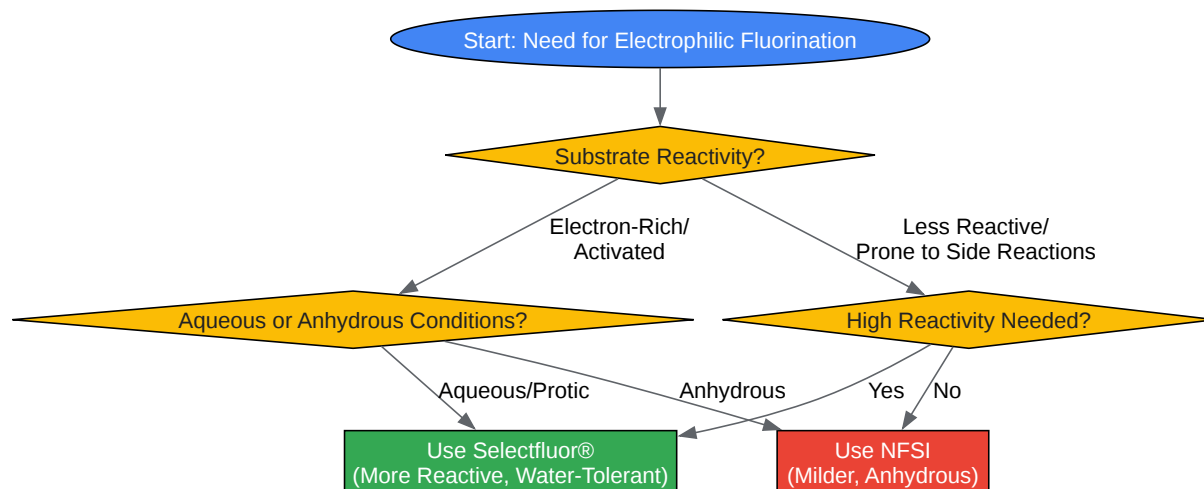 Start: Need for Electrophilic Fluorination
Substrate Reactivity?
Electron-Rich/
Activated
Less Reactive/
Prone to Side Reactions
Aqueous or Anhydrous Conditions?
High Reactivity Needed?
Aqueous/Protic
Anhydrous
Yes
No
Use Selectfluor®
(More Reactive, Water-Tolerant)
Use NFSI
(Milder, Anhydrous)